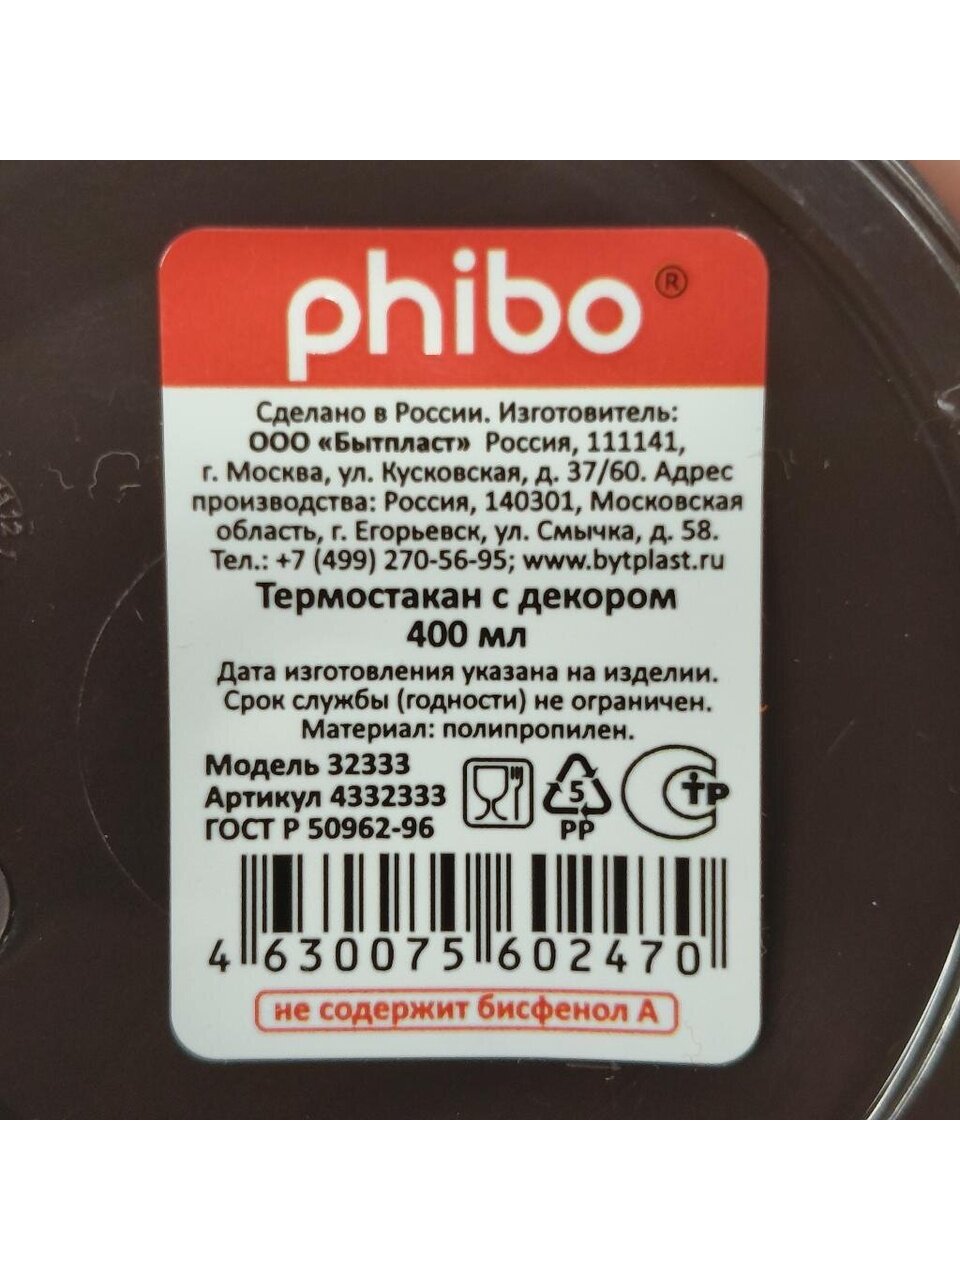 phibo®
Сделано в России. Изготовитель:
ООО «Бытпласт» Россия, 111141,
г. Москва, ул. Кусковская, д. 37/60. Адрес
производства: Россия, 140301, Московская
область, г. Егорьевск, ул. Смычка, д. 58.
Тел.: +7 (499) 270-56-95; www.bytplast.ru
Термостакан с декором
400 мл
Дата изготовления указана на изделии.
Срок службы (годности) не ограничен.
Материал: полипропилен.
Модель 32333
Артикул 4332333
ГОСТ Р 50962-96
5
PP
СТР
4 630075 602470
не содержит бисфенол А